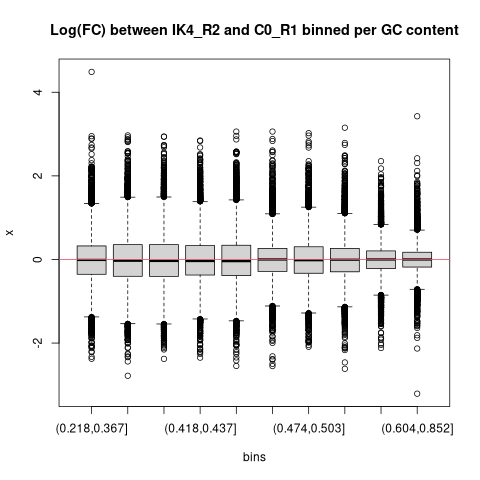 Log(FC) between IK4_R2 and C0_R1 binned per GC content
4
2
0
-2
x
(0.218,0.367]
(0.418,0.437]
(0.474,0.503]
(0.604,0.852]
bins